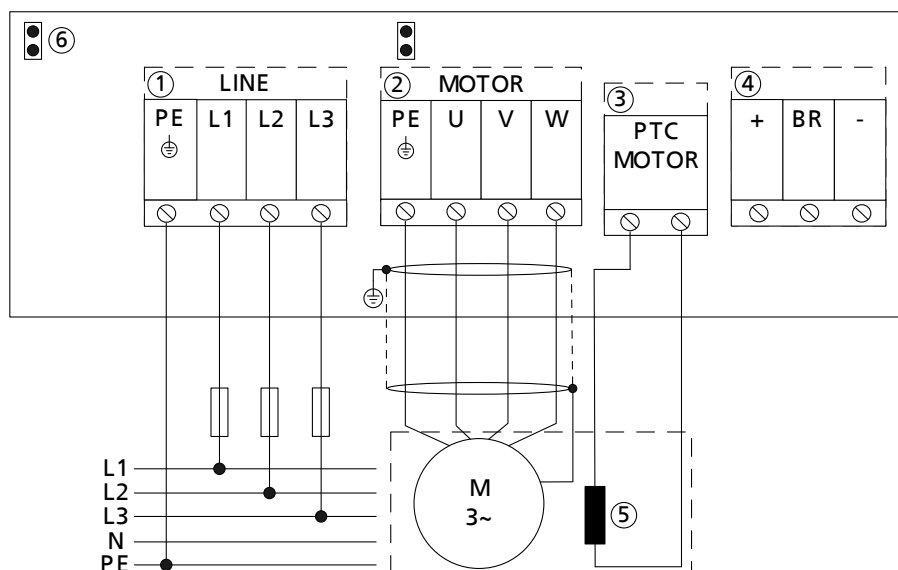 ⑥
① LINE
PE L1 L2 L3
② MOTOR
PE U V W
③
PTC
MOTOR
④
+ BR -
L1
L2
L3
N
PE
M
3~
⑤